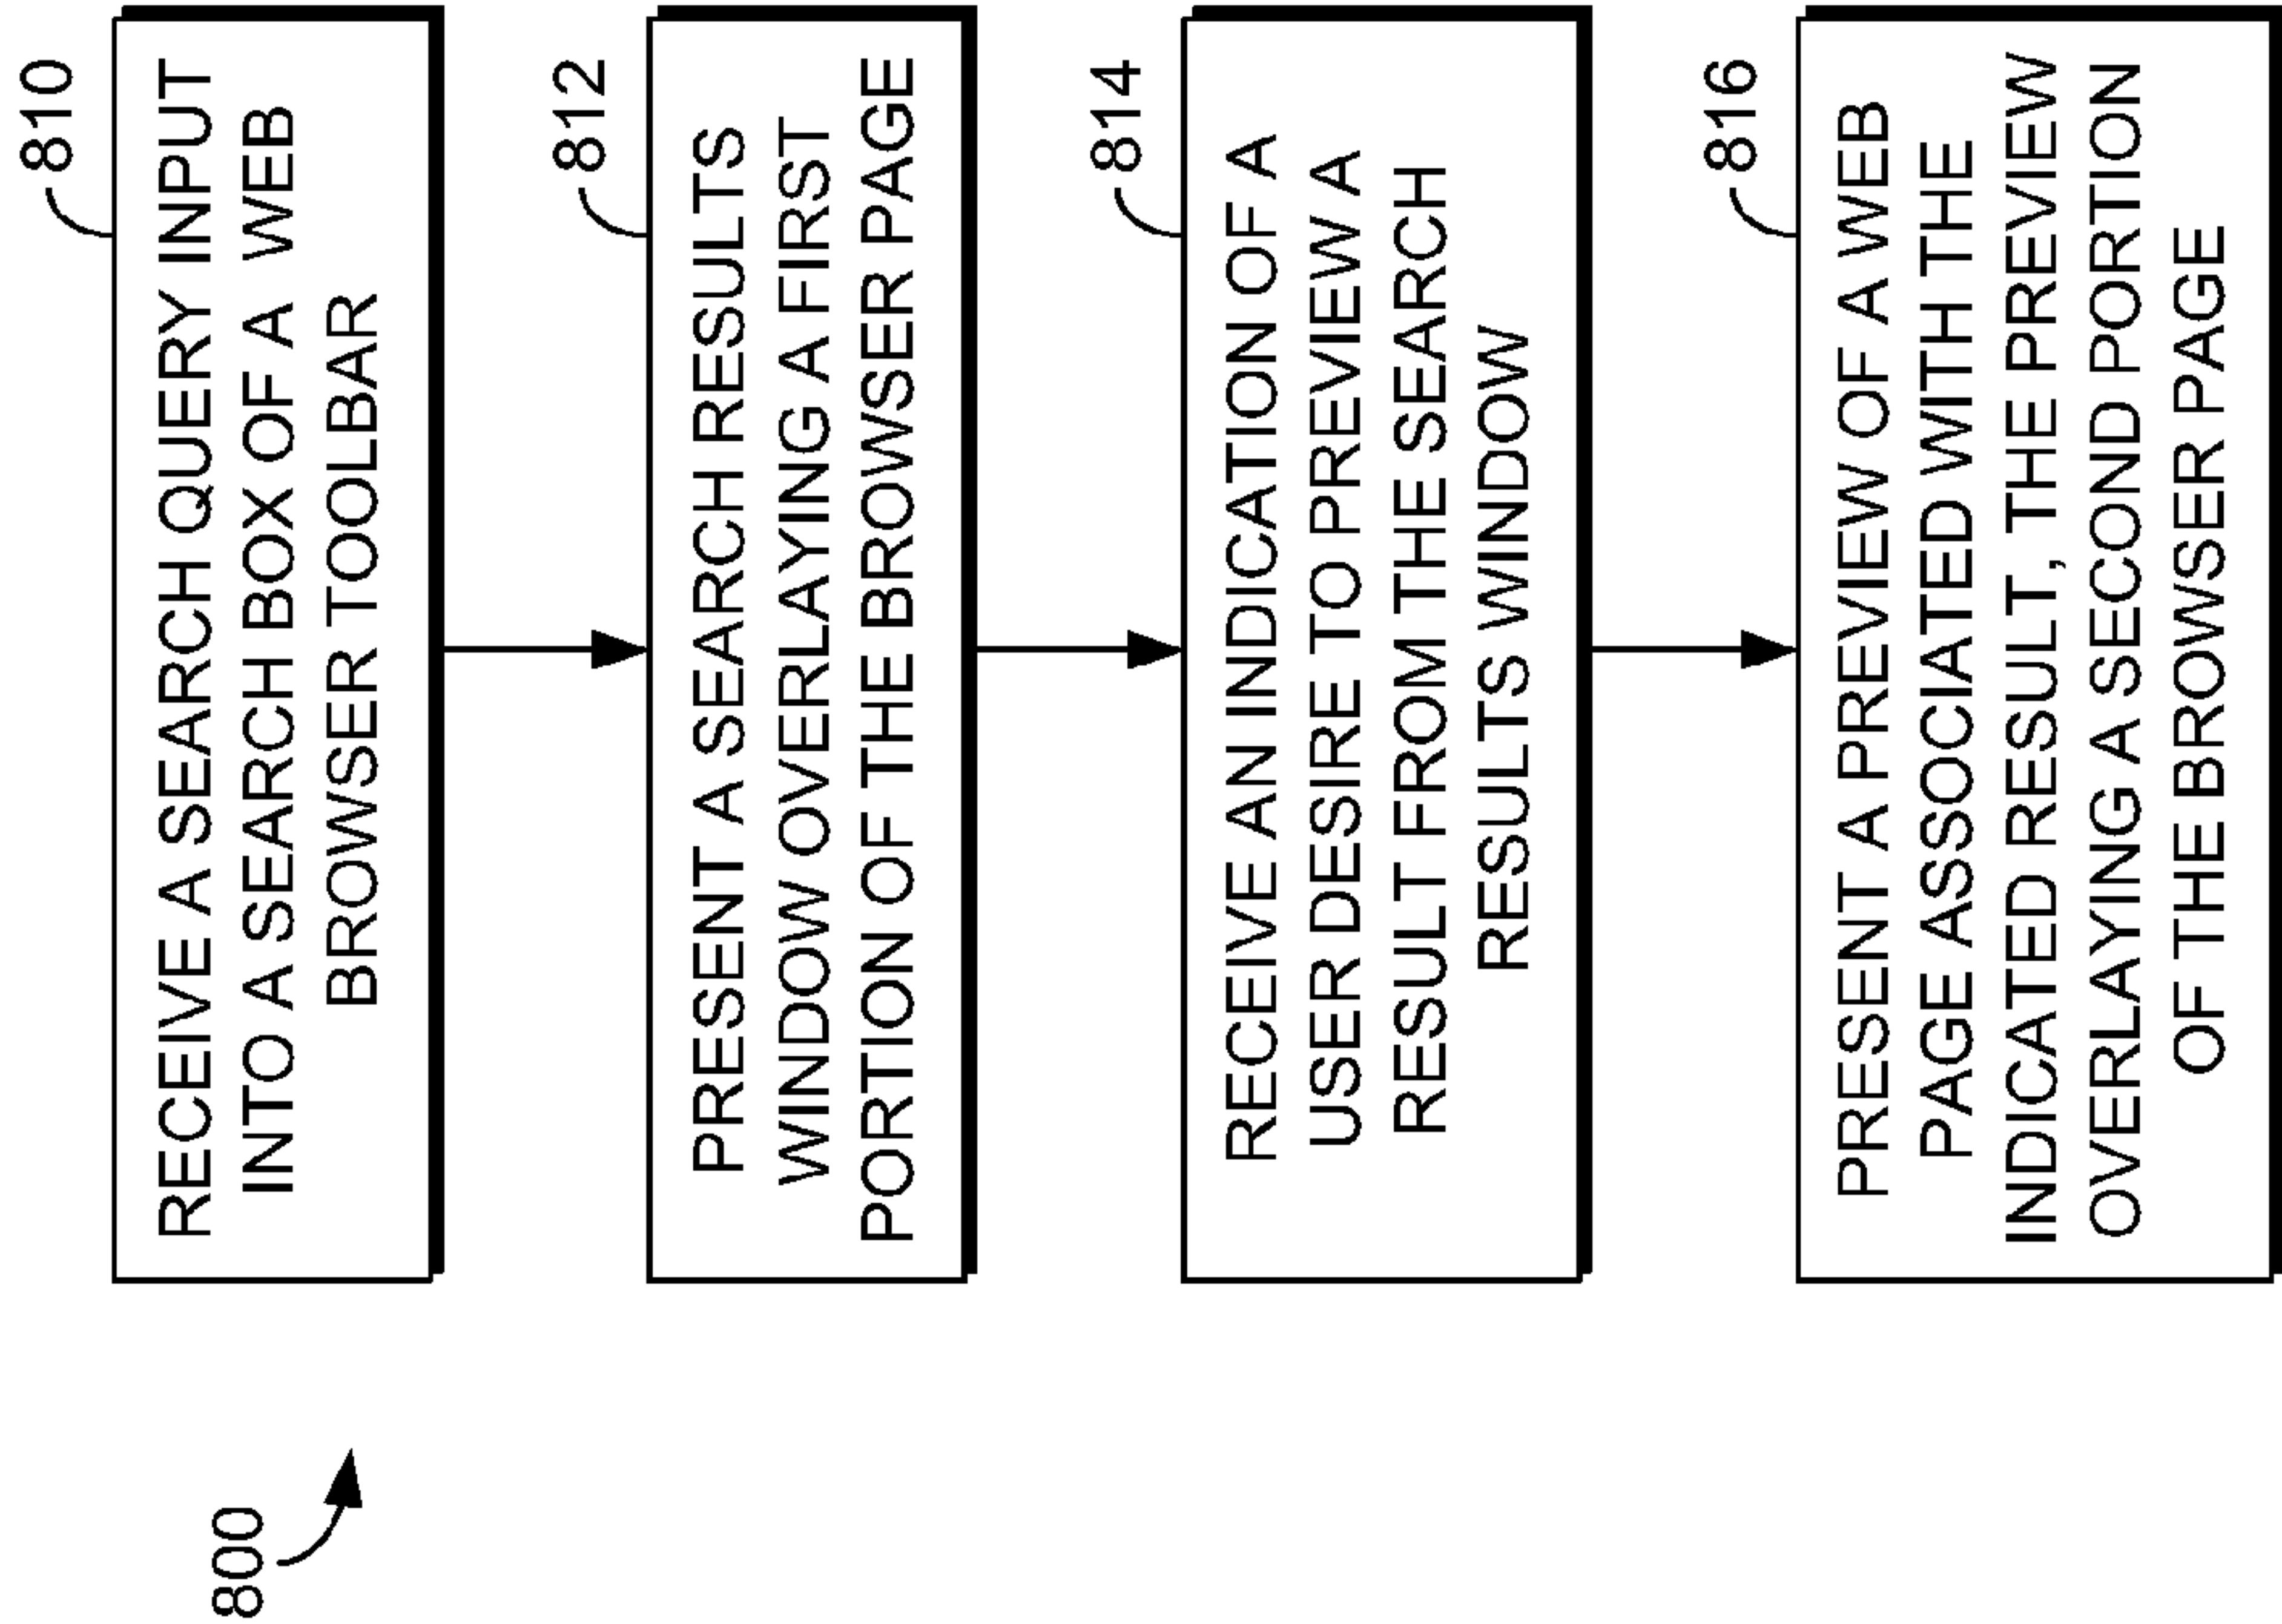 800
810
RECEIVE A SEARCH QUERY INPUT
INTO A SEARCH BOX OF A WEB
BROWSER TOOLBAR
812
PRESENT A SEARCH RESULTS
WINDOW OVERLAYING A FIRST
PORTION OF THE BROWSER PAGE
814
RECEIVE AN INDICATION OF A
USER DESIRE TO PREVIEW A
RESULT FROM THE SEARCH
RESULTS WINDOW
816
PRESENT A PREVIEW OF A WEB
PAGE ASSOCIATED WITH THE
INDICATED RESULT, THE PREVIEW
OVERLAYING A SECOND PORTION
OF THE BROWSER PAGE